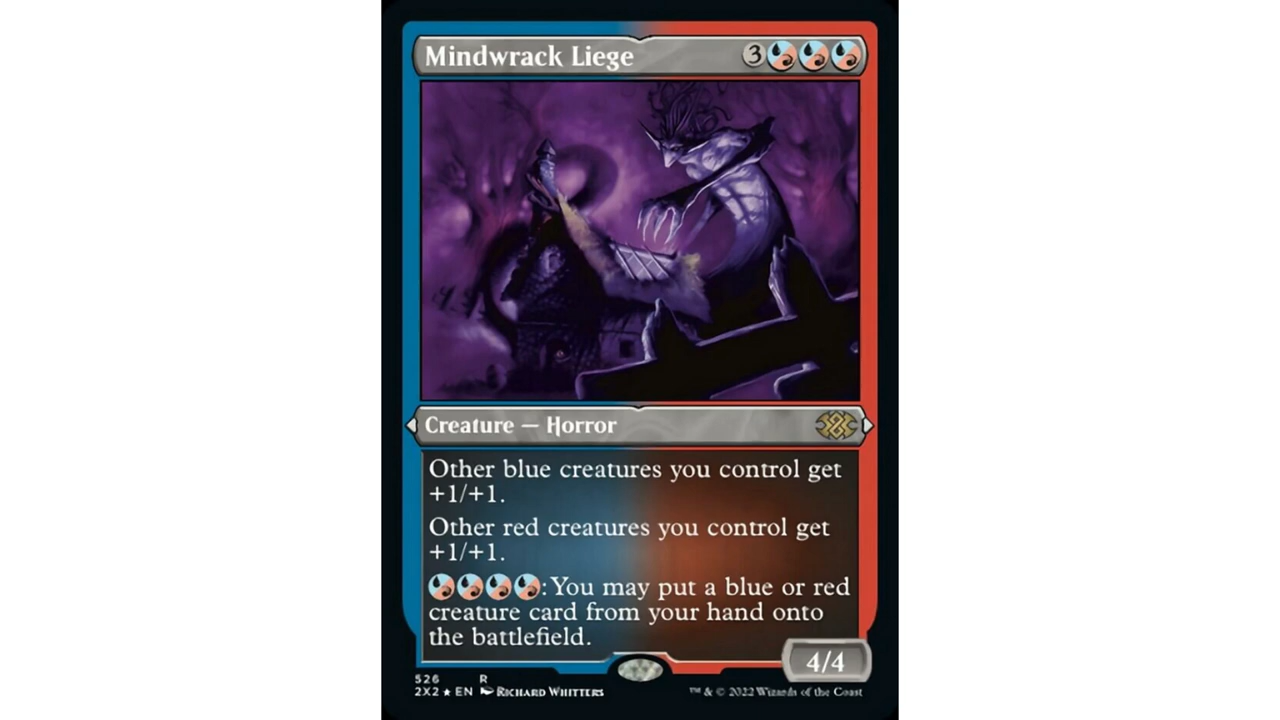 Mindwrack Liege 3
Creature — Horror
Other blue creatures you control get
+1/+1.
Other red creatures you control get
+1/+1.
: You may put a blue or red
creature card from your hand onto
the battlefield.
4/4
526 R
2X2 ★ EN Richard Whitters
™ & © 2022 Wizards of the Coast